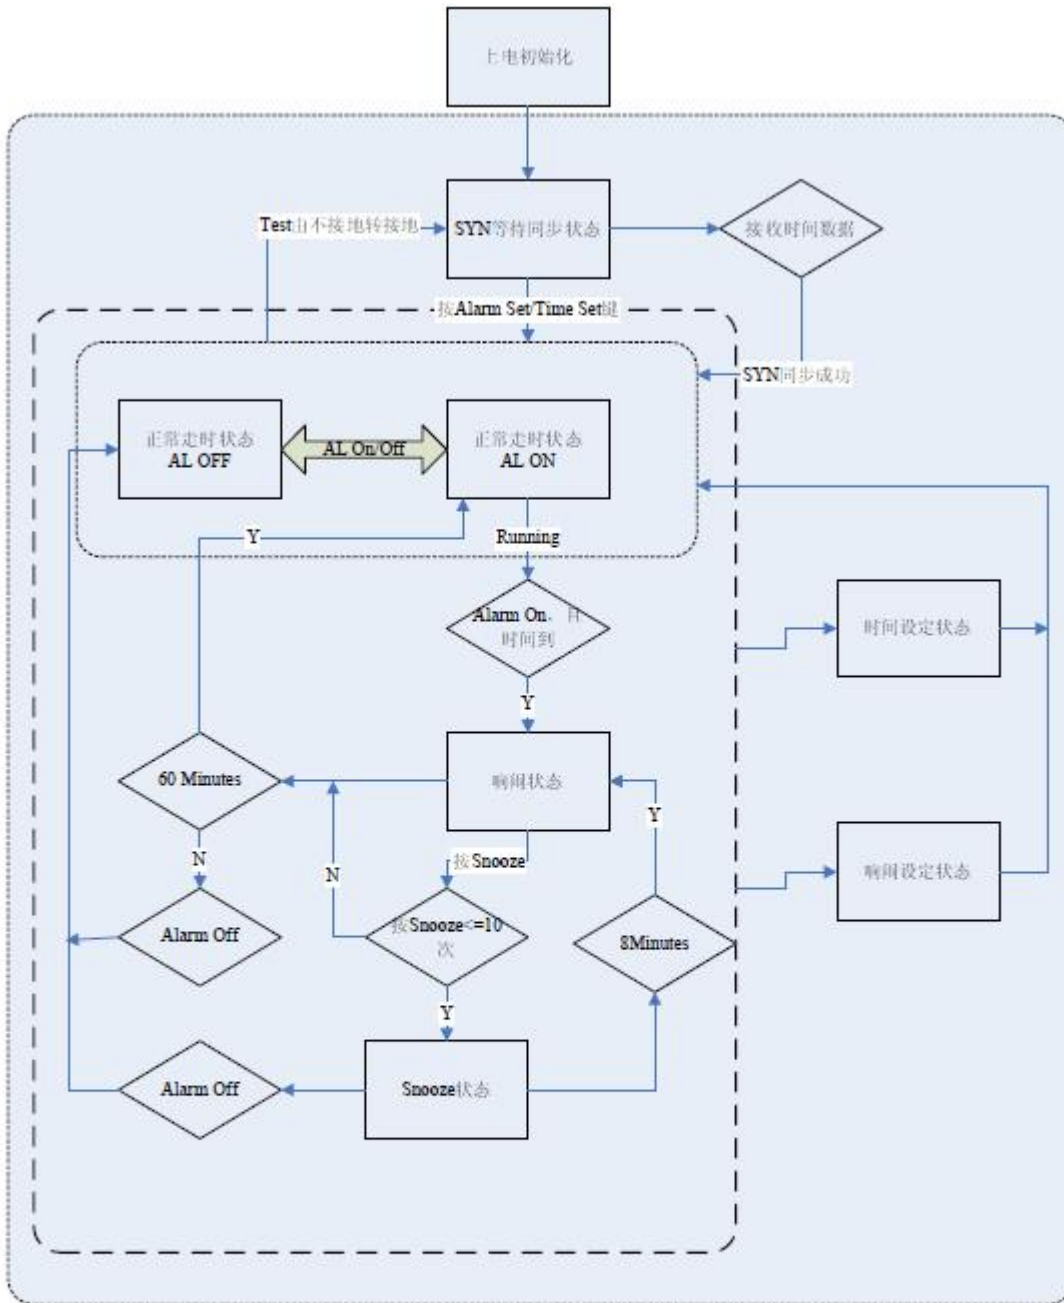 上电初始化
Test由不接地转接地
SYN等待同步状态
接收时间数据
按Alarm Set/Time Set键
SYN同步成功
正常走时状态
AL OFF
AL On/Off
正常走时状态
AL ON
Y
Running
Alarm On，且
时间到
时间设定状态
Y
60 Minutes
响闹状态
Y
N
N
按Snooze
响闹设定状态
Alarm Off
按Snooze<=10
次
8Minutes
Y
Alarm Off
Snooze状态